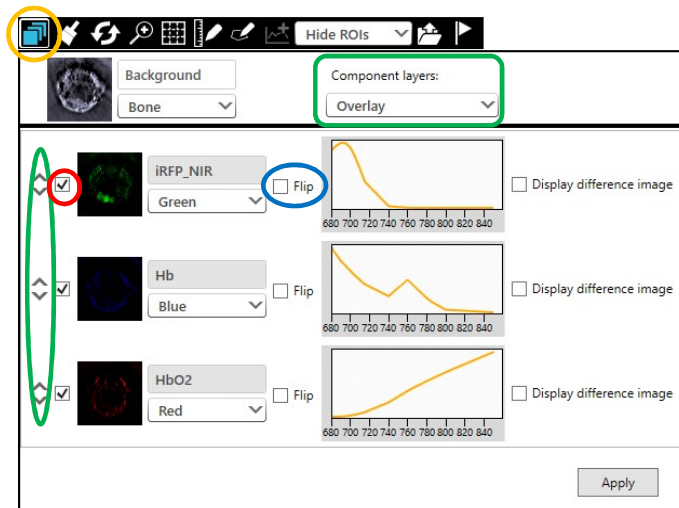 Hide ROIs
Background
Component layers:
Bone
Overlay
iRFP_NIR
Flip
Display difference image
Green
680 700 720 740 760 780 800 820 840
Hb
Flip
Display difference image
Blue
680 700 720 740 760 780 800 820 840
HbO2
Flip
Display difference image
Red
680 700 720 740 760 780 800 820 840
Apply